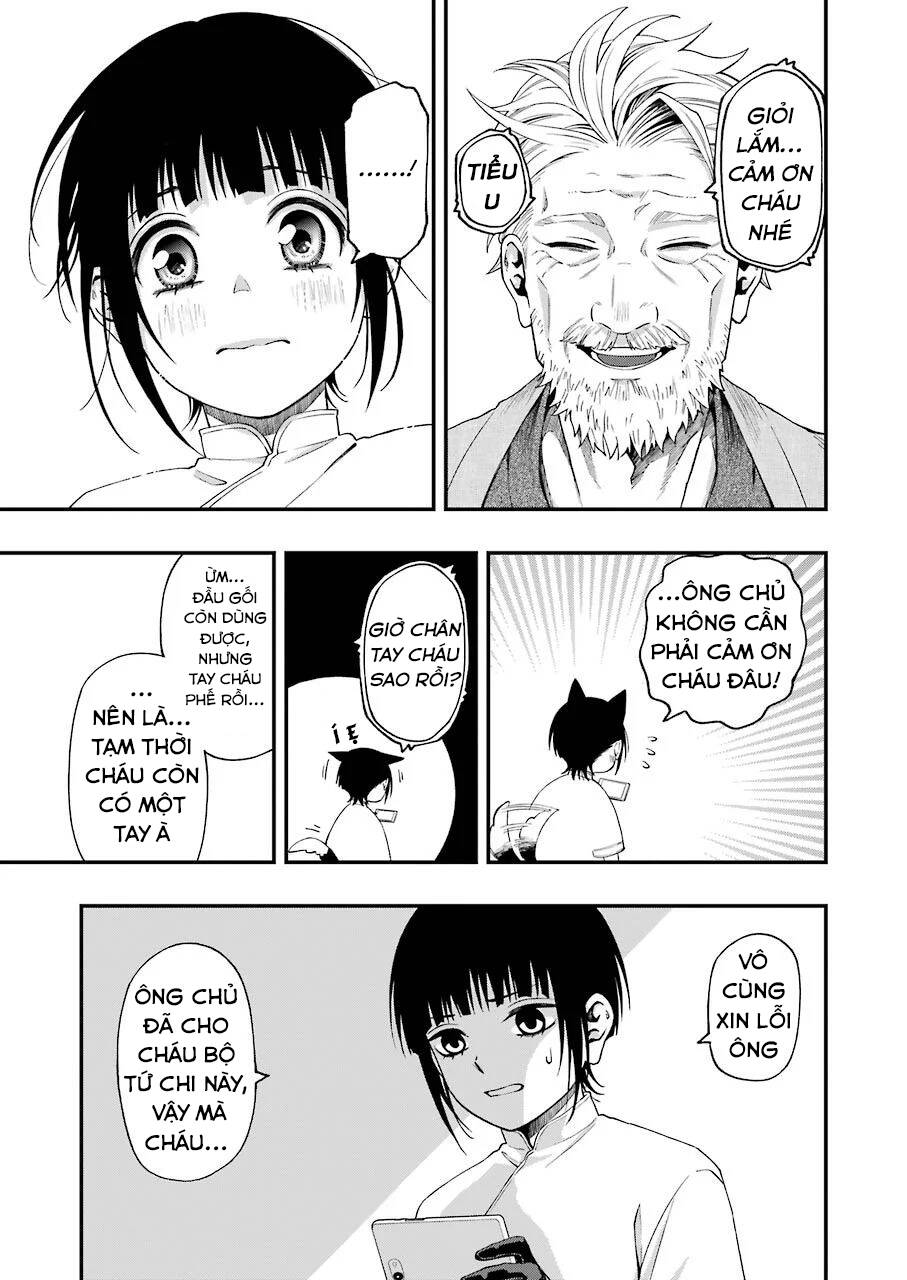 GIỎI
LẮM...
CẢM ƠN
CHÁU
NHÉ
TIỂU
U
......!
...ÔNG CHỦ
KHÔNG CẦN
PHẢI CẢM ƠN
CHÁU ĐÂU!
GIỜ CHÂN
TAY CHÁU
SAO RỒI?
Í Ẹ
ỪM...
ĐẦU GỐI
CÒN DÙNG
ĐƯỢC,
NHƯNG
TAY CHÁU
PHẾ RỒI...
...
NÊN LÀ...
TẠM THỜI
CHÁU CÒN
CÓ MỘT
TAY À
VÔ
CÙNG
XIN LỖI
ÔNG
ÔNG CHỦ
ĐÃ CHO
CHÁU BỘ
TỨ CHI NÀY,
VẬY MÀ
CHÁU...